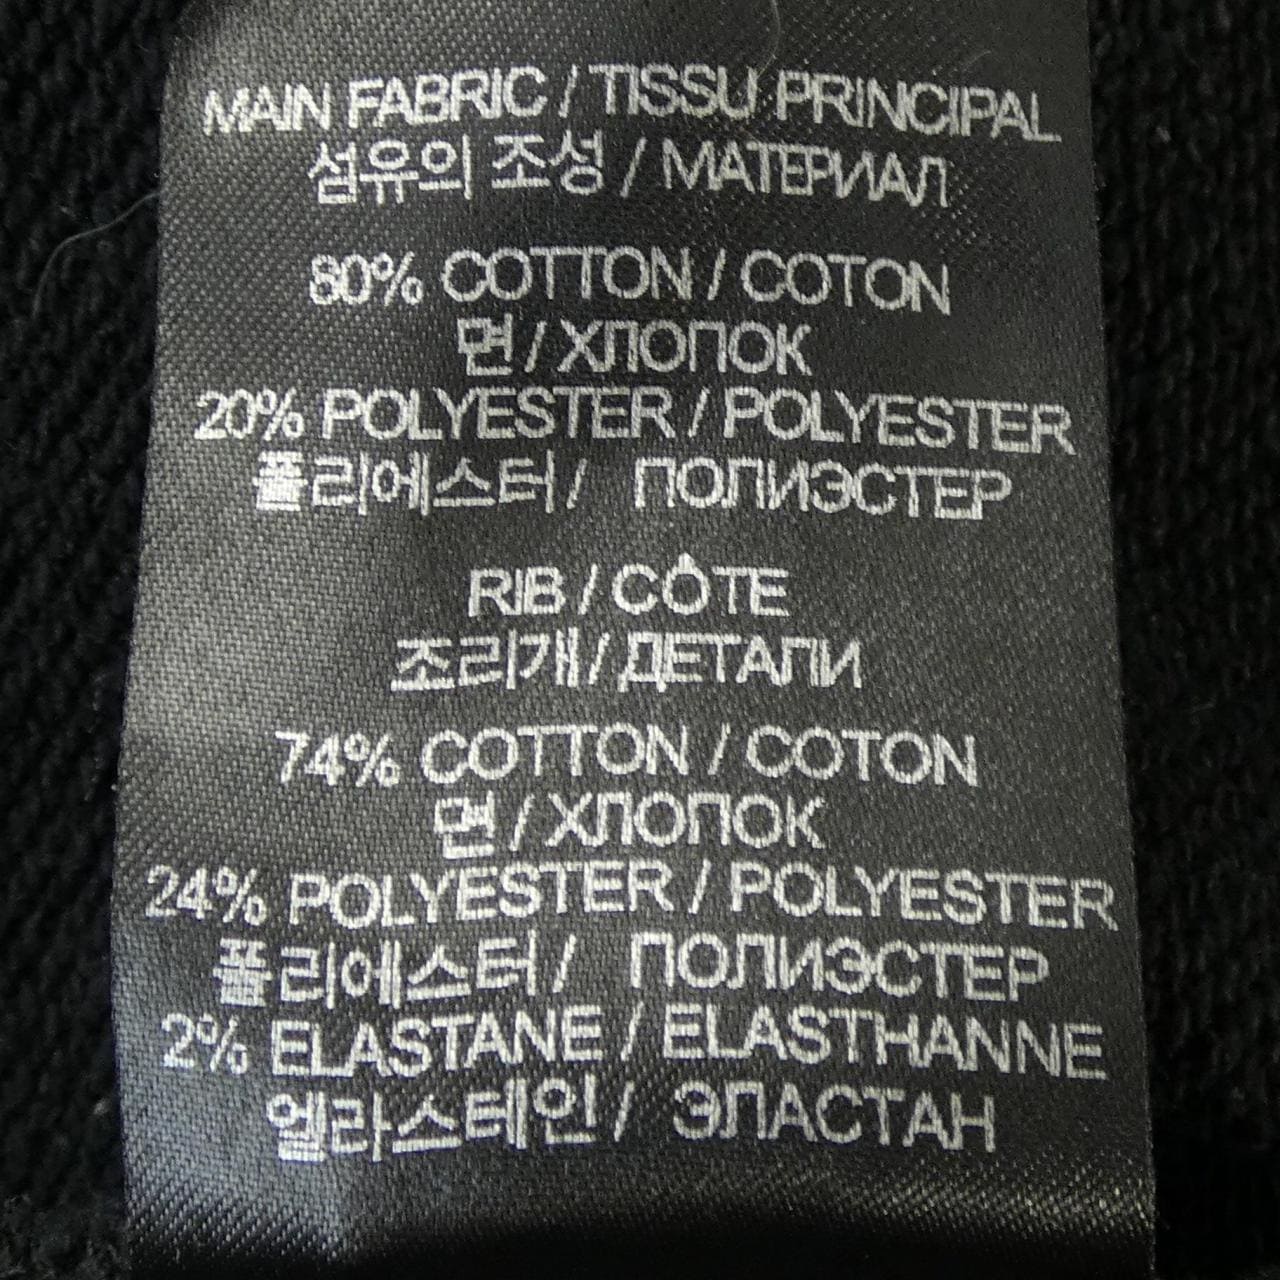 MAIN FABRIC / TISSU PRINCIPAL
섬유의 조성 / МАТЕРИАЛ
80% COTTON / COTON
면 / ХЛОПОК
20% POLYESTER / POLYESTER
폴리에스터 / ПОЛИЭСТЕР
RIB / CÔTE
조리개 / ДЕТАЛИ
74% COTTON / COTON
면 / ХЛОПОК
24% POLYESTER / POLYESTER
폴리에스터 / ПОЛИЭСТЕР
2% ELASTANE / ELASTHANNE
엘라스테인 / ЭЛАСТАН